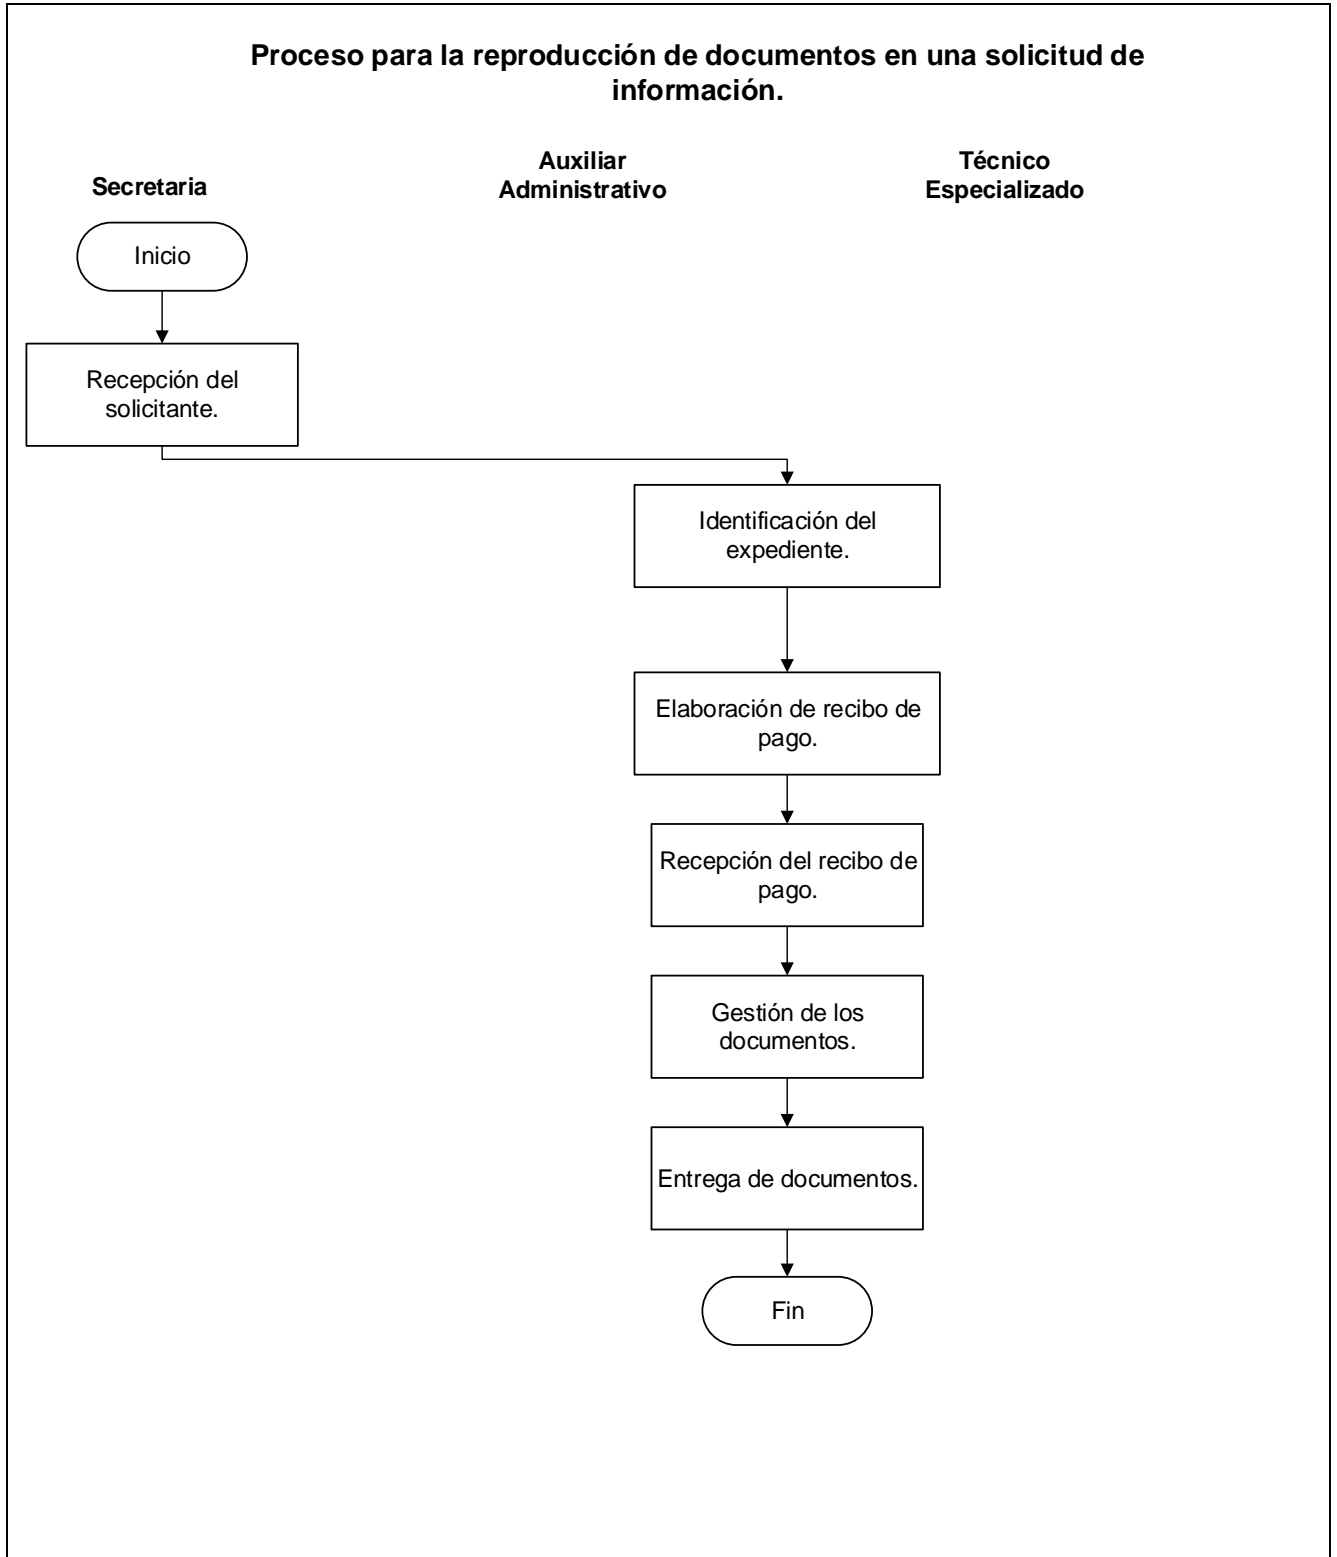 Proceso para la reproducción de documentos en una solicitud de
información.
Secretaria
Auxiliar
Administrativo
Técnico
Especializado
Inicio
Recepción del
solicitante.
Identificación del
expediente.
Elaboración de recibo de
pago.
Recepción del recibo de
pago.
Gestión de los
documentos.
Entrega de documentos.
Fin